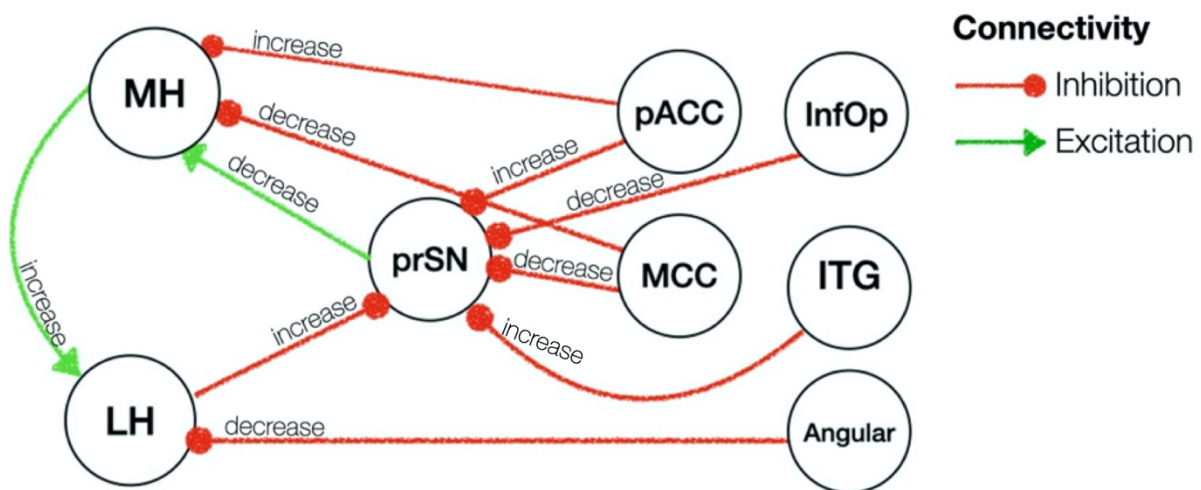 Connectivity
Inhibition
Excitation
MH
increase
pACC
InfOp
decrease
increase
decrease
decrease
prSN
decrease
MCC
ITG
increase
increase
increase
LH
decrease
Angular